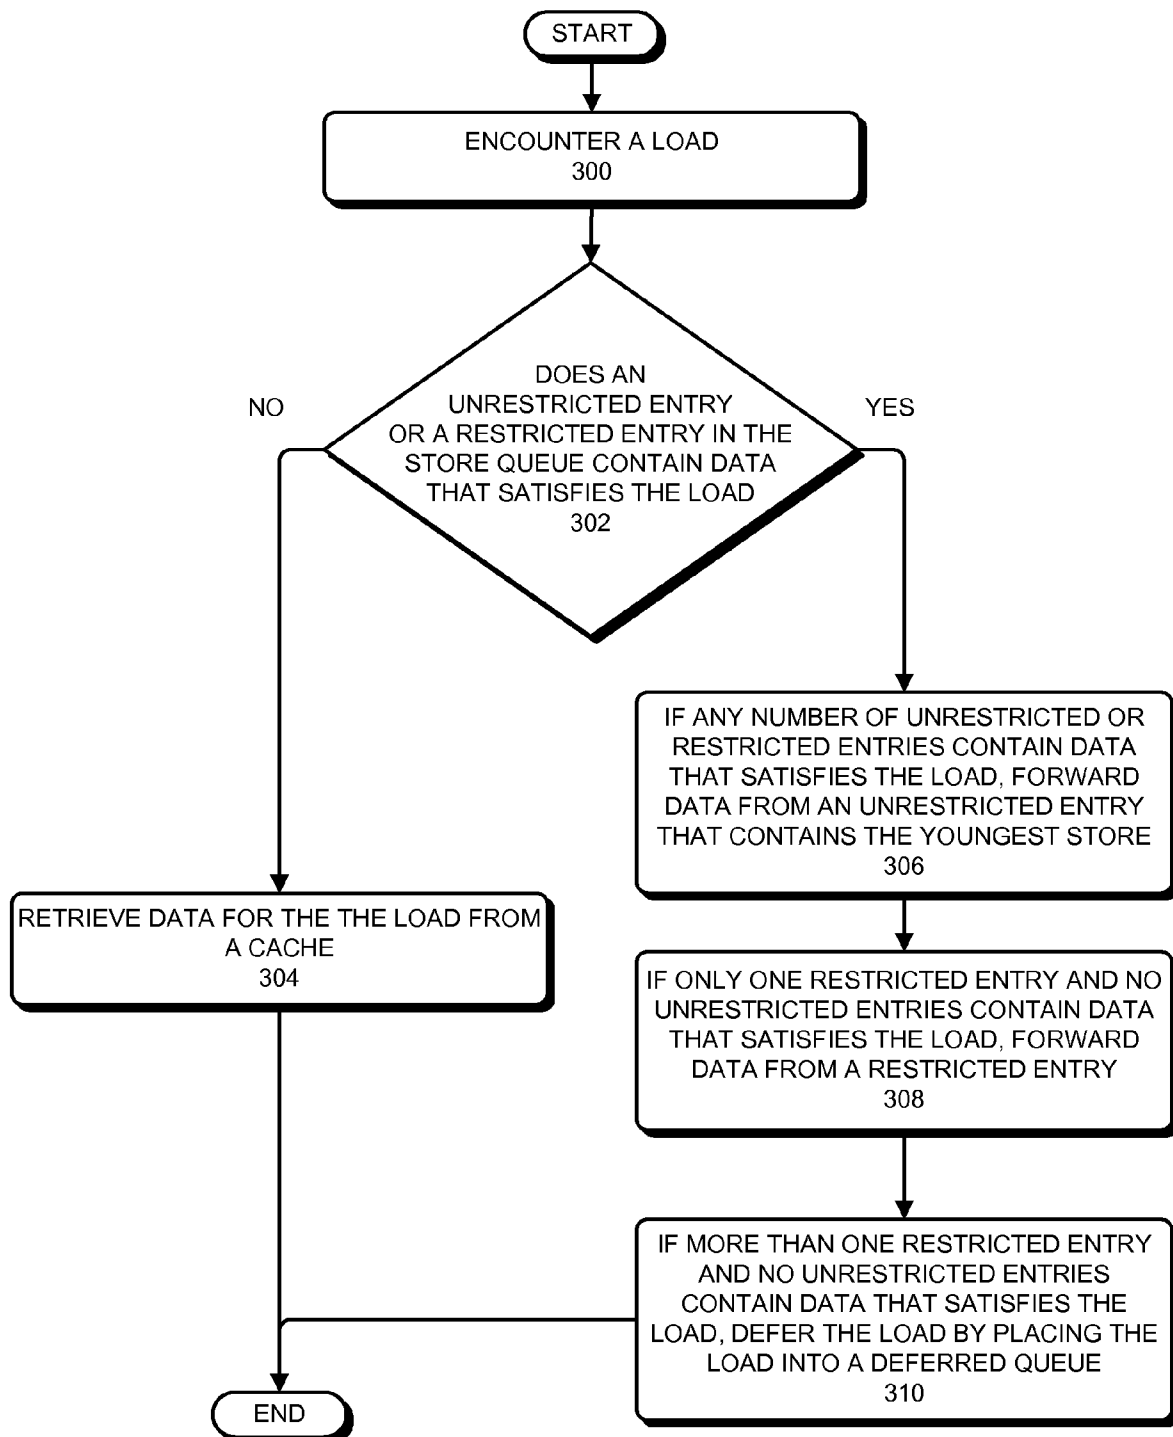 START
ENCOUNTER A LOAD
300
DOES AN
UNRESTRICTED ENTRY
OR A RESTRICTED ENTRY IN THE
STORE QUEUE CONTAIN DATA
THAT SATISFIES THE LOAD
302
NO
YES
IF ANY NUMBER OF UNRESTRICTED OR
RESTRICTED ENTRIES CONTAIN DATA
THAT SATISFIES THE LOAD, FORWARD
DATA FROM AN UNRESTRICTED ENTRY
THAT CONTAINS THE YOUNGEST STORE
306
RETRIEVE DATA FOR THE THE LOAD FROM
A CACHE
304
IF ONLY ONE RESTRICTED ENTRY AND NO
UNRESTRICTED ENTRIES CONTAIN DATA
THAT SATISFIES THE LOAD, FORWARD
DATA FROM A RESTRICTED ENTRY
308
IF MORE THAN ONE RESTRICTED ENTRY
AND NO UNRESTRICTED ENTRIES
CONTAIN DATA THAT SATISFIES THE
LOAD, DEFER THE LOAD BY PLACING THE
LOAD INTO A DEFERRED QUEUE
310
END